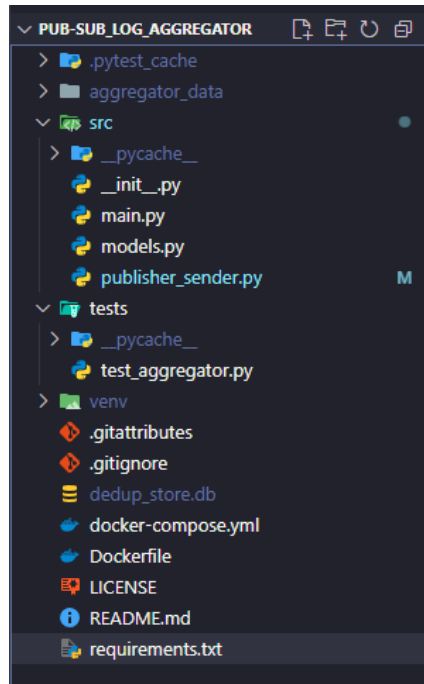 PUB-SUB_LOG_AGGREGATOR
.pytest_cache
aggregator_data
src
__pycache__
__init__.py
main.py
models.py
publisher_sender.py M
tests
__pycache__
test_aggregator.py
venv
.gitattributes
.gitignore
dedup_store.db
docker-compose.yml
Dockerfile
LICENSE
README.md
requirements.txt